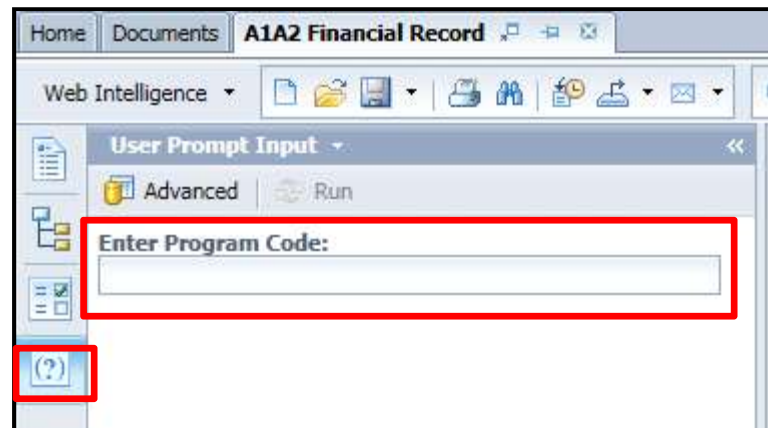 Home Documents A1A2 Financial Record
Web Intelligence
User Prompt Input
Advanced Run
Enter Program Code:
(?)